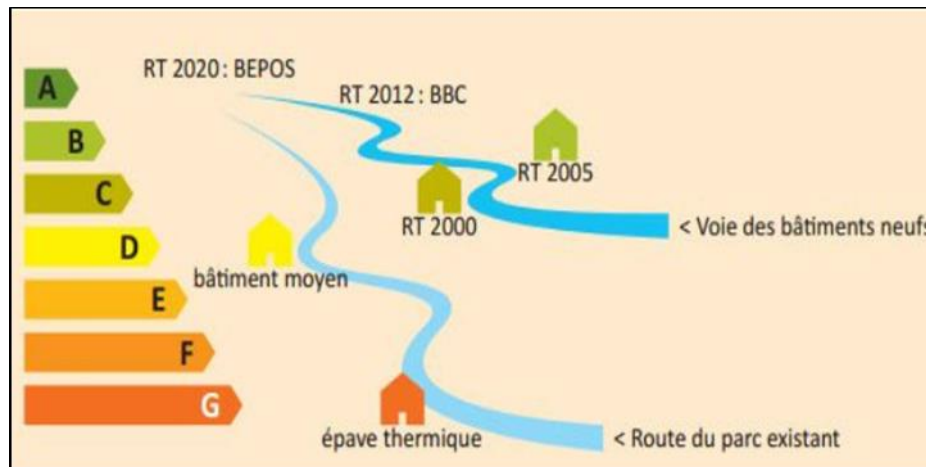 RT 2020 : BEPOS
A
RT 2012 : BBC
B
RT 2005
C
RT 2000
< Voie des bâtiments neufs
D
bâtiment moyen
E
F
G
épave thermique
< Route du parc existant